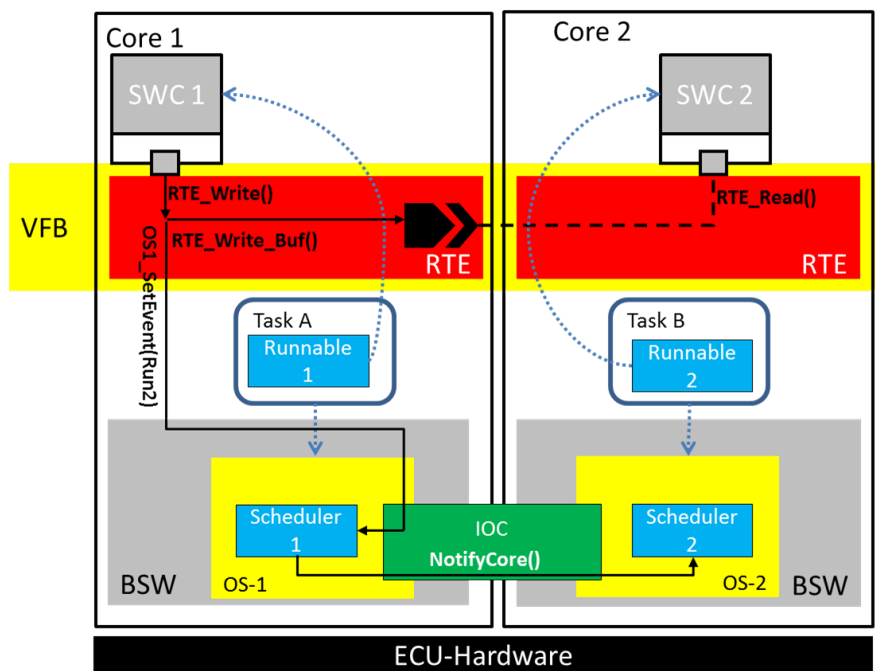 Core 1
Core 2
SWC 1
SWC 2
RTE_Write()
RTE_Read()
VFB
RTE_Write_Buf()
RTE
RTE
OS1_SetEvent(Run2)
Task A
Task B
Runnable
1
Runnable
2
Scheduler
1
IOC
NotifyCore()
Scheduler
2
BSW
OS-1
OS-2
BSW
ECU-Hardware